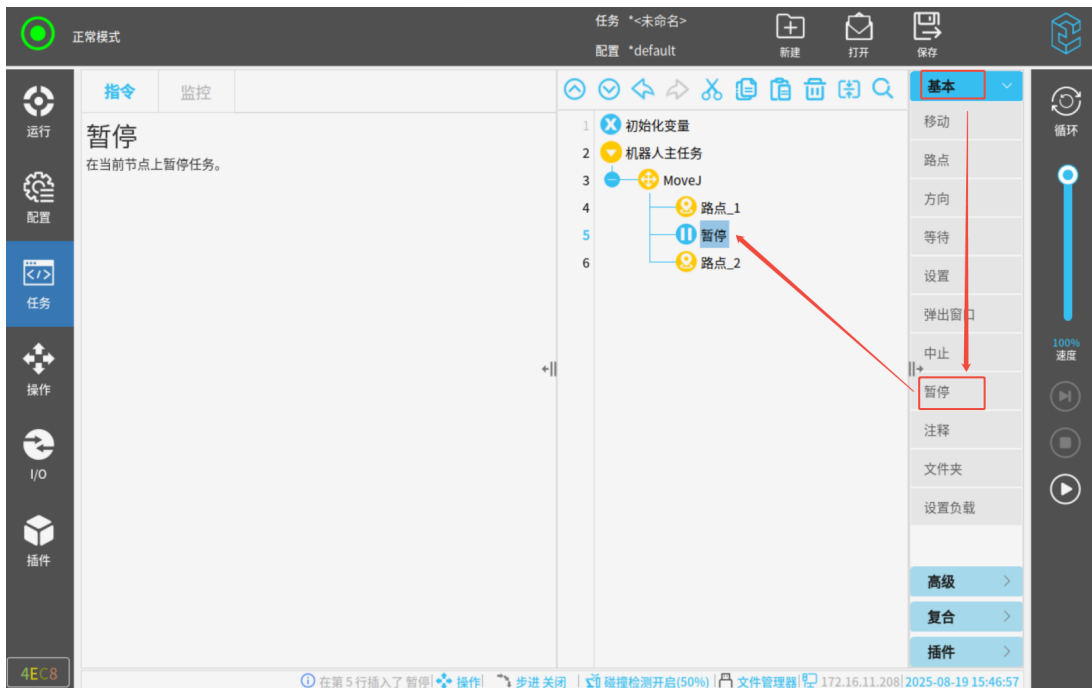 正常模式
任务 *<未命名>
配置 *default
新建
打开
保存
运行
配置
任务
操作
I/O
插件
4EC8
指令
监控
暂停
在当前节点上暂停任务。
1 初始化变量
2 机器人主任务
3 MoveJ
4 路点_1
5 暂停
6 路点_2
基本
移动
路点
方向
等待
设置
弹出窗口
中止
暂停
注释
文件夹
设置负载
高级
复合
插件
循环
100%
速度
在第5行插入了 暂停 操作 步进 关闭 碰撞检测开启(50%) 文件管理器 172.16.11.208 2025-08-19 15:46:57